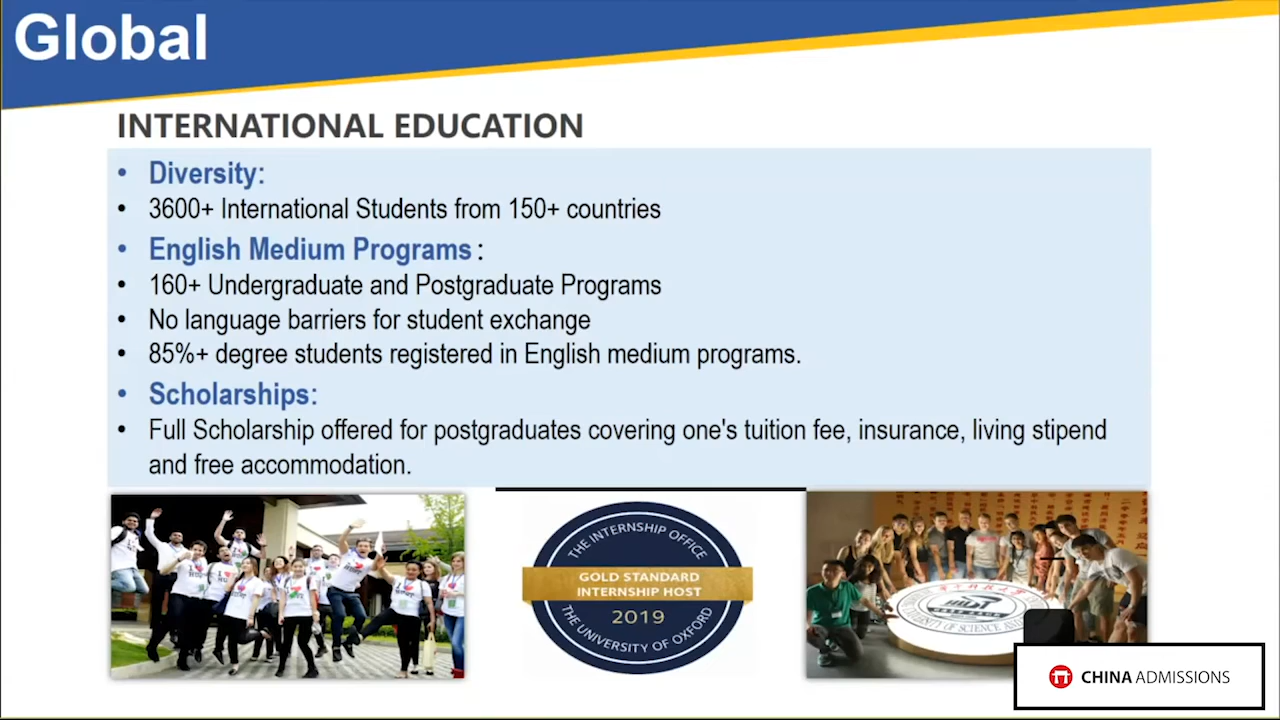 Global
INTERNATIONAL EDUCATION
• Diversity:
• 3600+ International Students from 150+ countries
• English Medium Programs :
• 160+ Undergraduate and Postgraduate Programs
• No language barriers for student exchange
• 85%+ degree students registered in English medium programs.
• Scholarships:
• Full Scholarship offered for postgraduates covering one's tuition fee, insurance, living stipend
and free accommodation.
THE INTERNSHIP OFFICE
GOLD STANDARD
INTERNSHIP HOST
2019
THE UNIVERSITY OF OXFORD
OF SCIENCE
CHINA ADMISSIONS